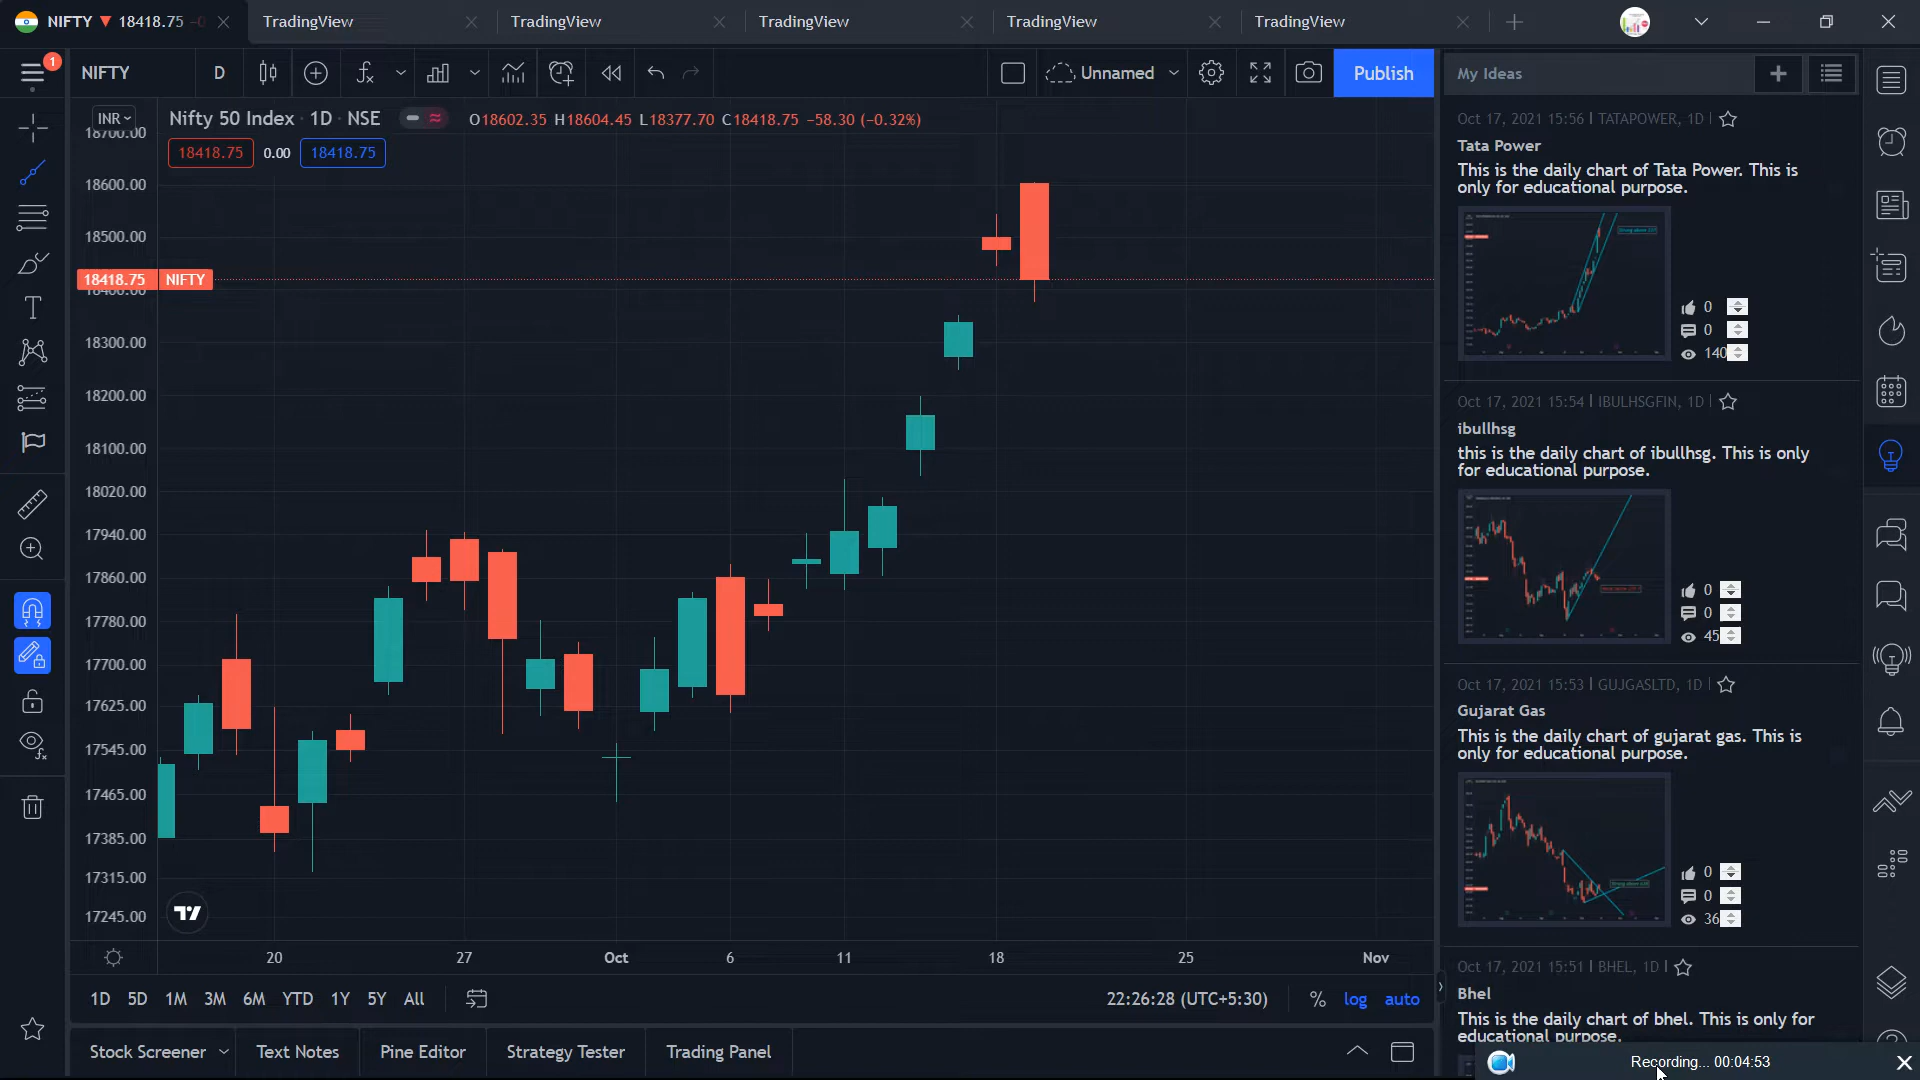 NIFTY ▼ 18418.75 -0
TradingView
TradingView
TradingView
TradingView
TradingView
1
NIFTY
D
Unnamed
Publish
INR
Nifty 50 Index · 1D · NSE
O18602.35 H18604.45 L18377.70 C18418.75 −58.30 (−0.32%)
18418.75 0.00 18418.75
18700.00
18600.00
18500.00
18418.75 NIFTY
18400.00
18300.00
18200.00
18100.00
18020.00
17940.00
17860.00
17780.00
17700.00
17625.00
17545.00
17465.00
17385.00
17315.00
17245.00
20 27 Oct 6 11 18 25 Nov
1D 5D 1M 3M 6M YTD 1Y 5Y All
22:26:28 (UTC+5:30) % log auto
Stock Screener Text Notes Pine Editor Strategy Tester Trading Panel
My Ideas
Oct 17, 2021 15:56 | TATAPOWER, 1D |
Tata Power
This is the daily chart of Tata Power. This is
only for educational purpose.
0
0
140
Oct 17, 2021 15:54 | IBULHSGFIN, 1D |
ibullhsg
this is the daily chart of ibullhsg. This is only
for educational purpose.
0
0
45
Oct 17, 2021 15:53 | GUJGASLTD, 1D |
Gujarat Gas
This is the daily chart of gujarat gas. This is
only for educational purpose.
0
0
36
Oct 17, 2021 15:51 | BHEL, 1D |
Bhel
This is the daily chart of bhel. This is only for
educational purpose.
Recording... 00:04:53